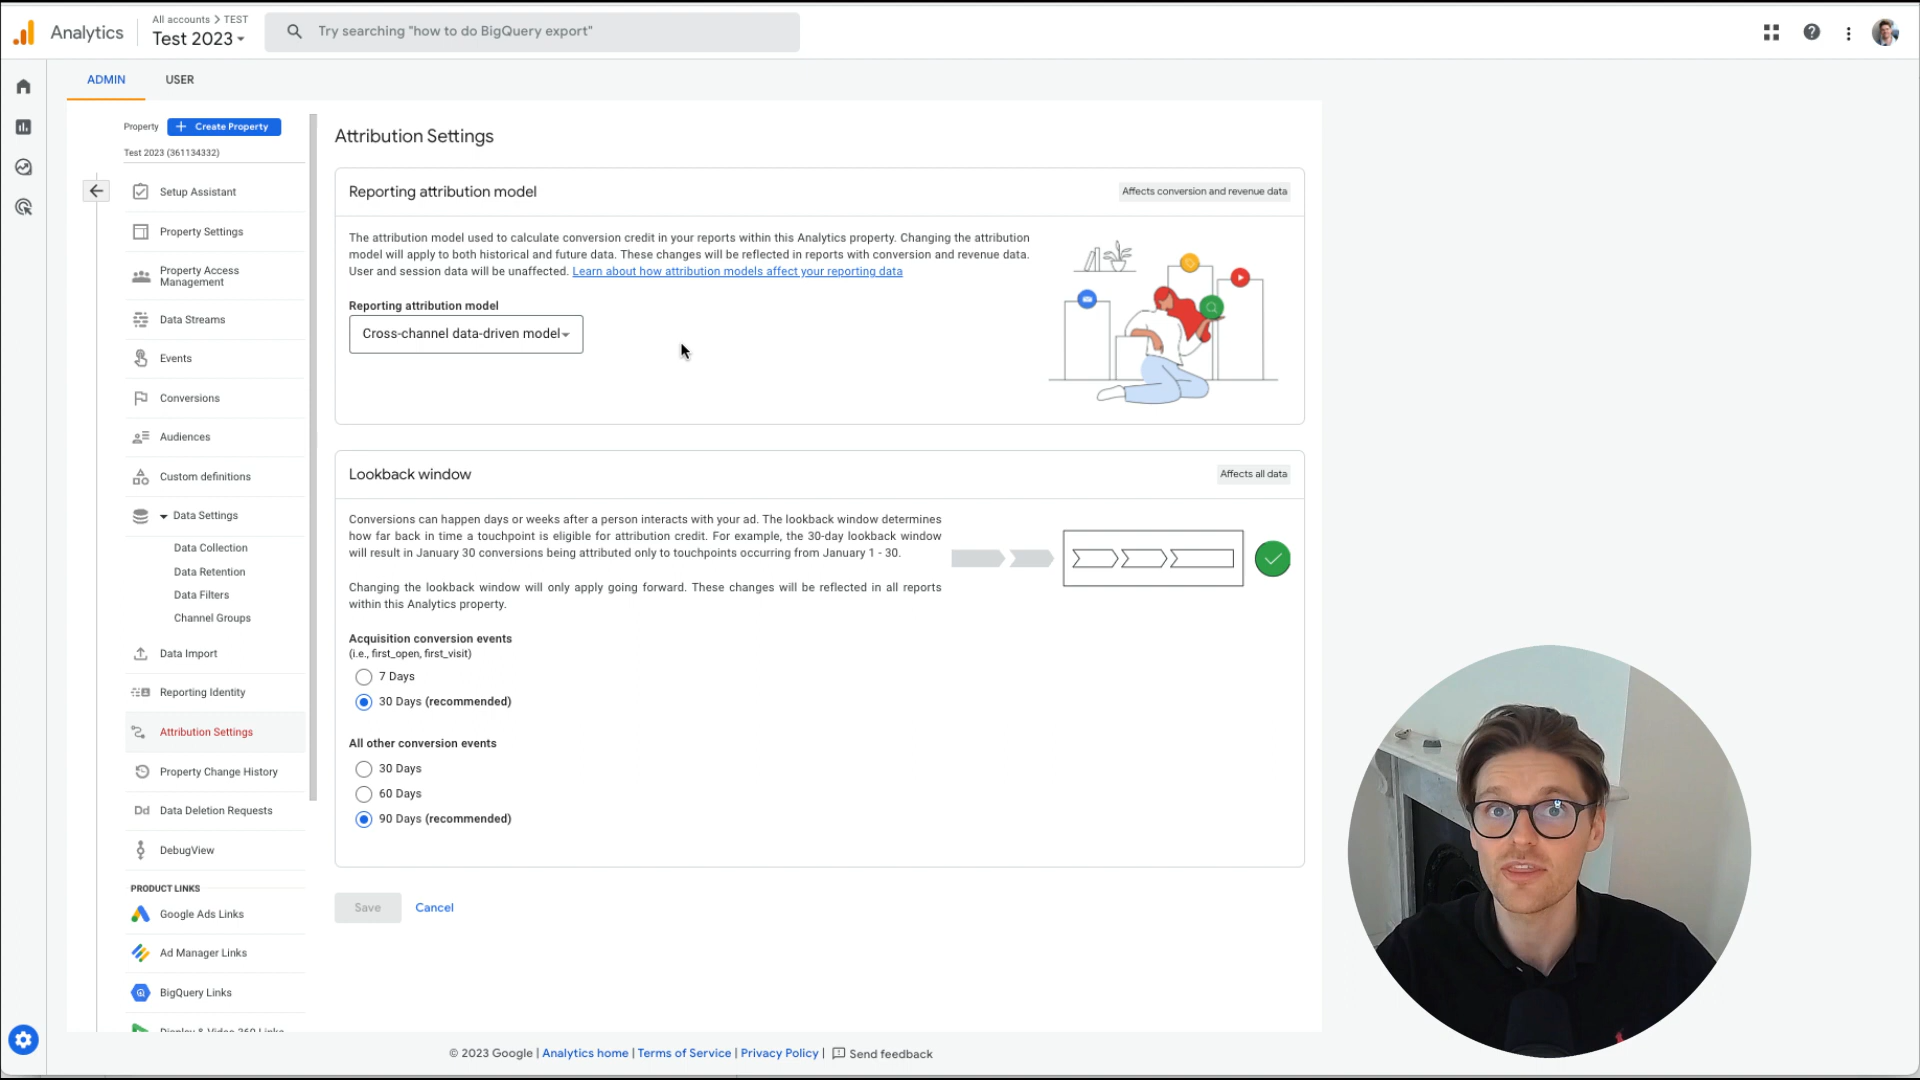 Analytics
All accounts > TEST
Test 2023
Try searching "how to do BigQuery export"
ADMIN
USER
Property
+ Create Property
Test 2023 (361134332)
Setup Assistant
Property Settings
Property Access
Management
Data Streams
Events
Conversions
Audiences
Custom definitions
Data Settings
Data Collection
Data Retention
Data Filters
Channel Groups
Data Import
Reporting Identity
Attribution Settings
Property Change History
Dd Data Deletion Requests
DebugView
PRODUCT LINKS
Google Ads Links
Ad Manager Links
BigQuery Links
Display & Video 360 Links
Attribution Settings
Reporting attribution model
Affects conversion and revenue data
The attribution model used to calculate conversion credit in your reports within this Analytics property. Changing the attribution
model will apply to both historical and future data. These changes will be reflected in reports with conversion and revenue data.
User and session data will be unaffected. Learn about how attribution models affect your reporting data
Reporting attribution model
Cross-channel data-driven model
Lookback window
Affects all data
Conversions can happen days or weeks after a person interacts with your ad. The lookback window determines
how far back in time a touchpoint is eligible for attribution credit. For example, the 30-day lookback window
will result in January 30 conversions being attributed only to touchpoints occurring from January 1 - 30.
Changing the lookback window will only apply going forward. These changes will be reflected in all reports
within this Analytics property.
Acquisition conversion events
(i.e., first_open, first_visit)
7 Days
30 Days (recommended)
All other conversion events
30 Days
60 Days
90 Days (recommended)
Save
Cancel
© 2023 Google | Analytics home | Terms of Service | Privacy Policy | Send feedback